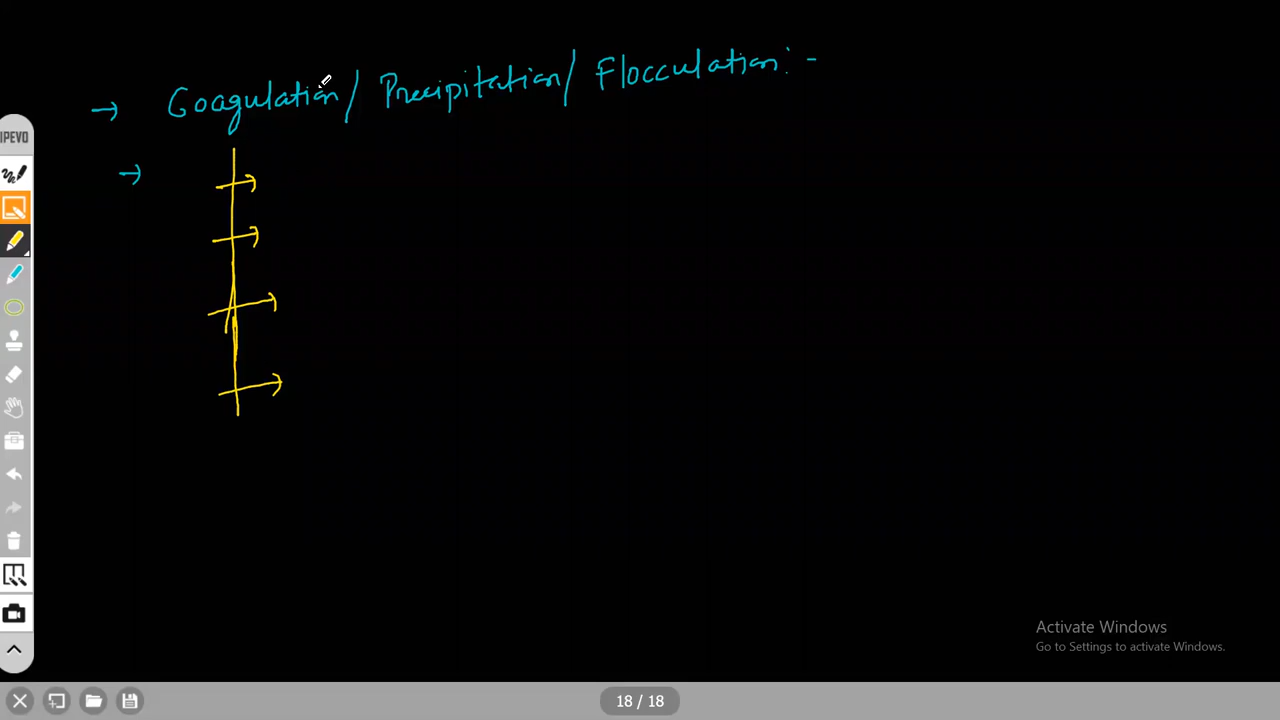 → Coagulation/ Precipitation/ Flocculation:-
→
IPEVO
Activate Windows
Go to Settings to activate Windows.
18 / 18